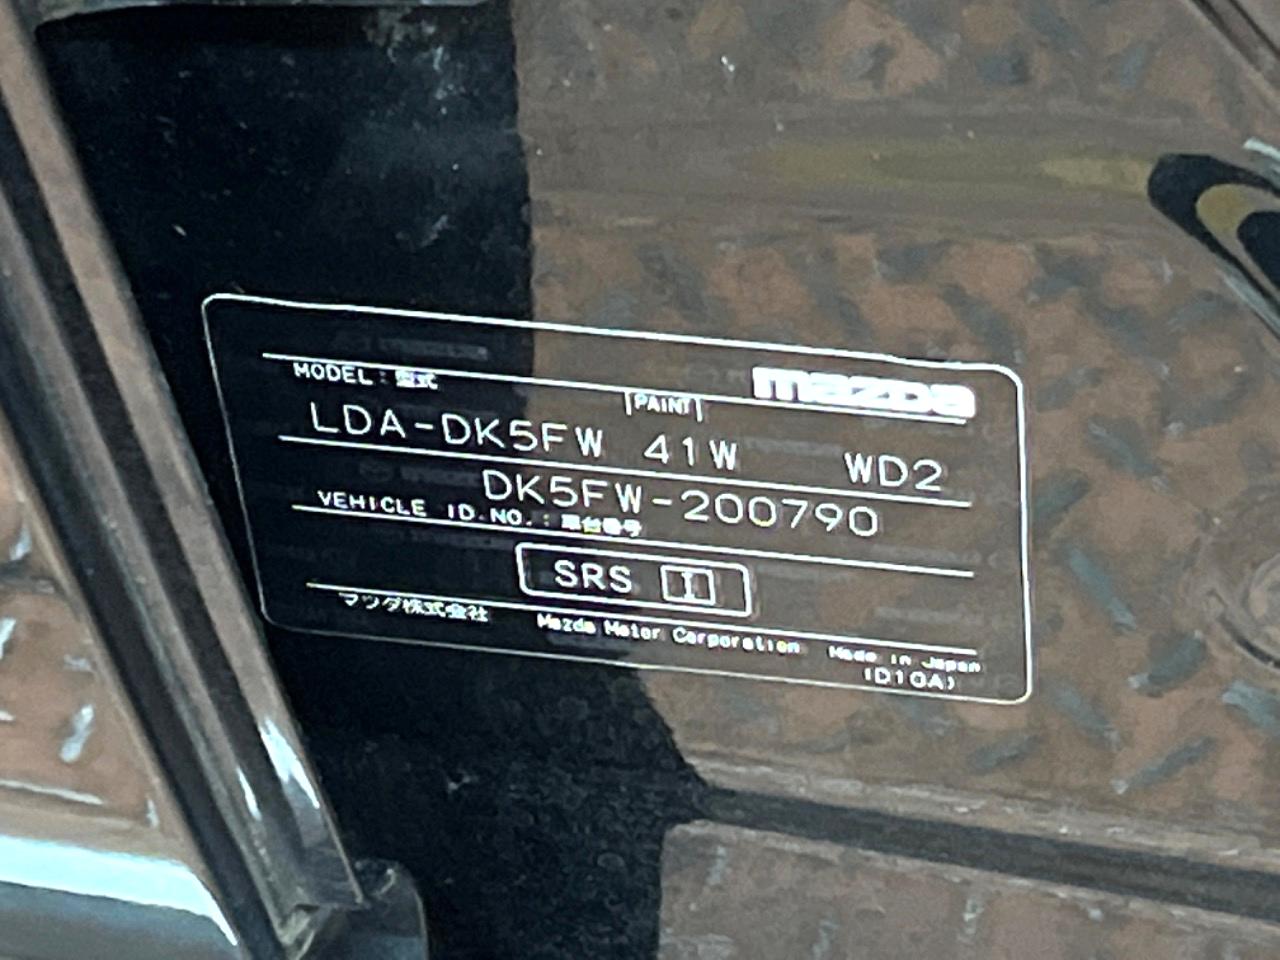 mazda
MODEL : 型式
PAINT
LDA-DK5FW 41W WD2
DK5FW-200790
VEHICLE ID.NO. : 車台番号
SRS I
マツダ株式会社 Mazda Motor Corporation Made in Japan
(D10A)